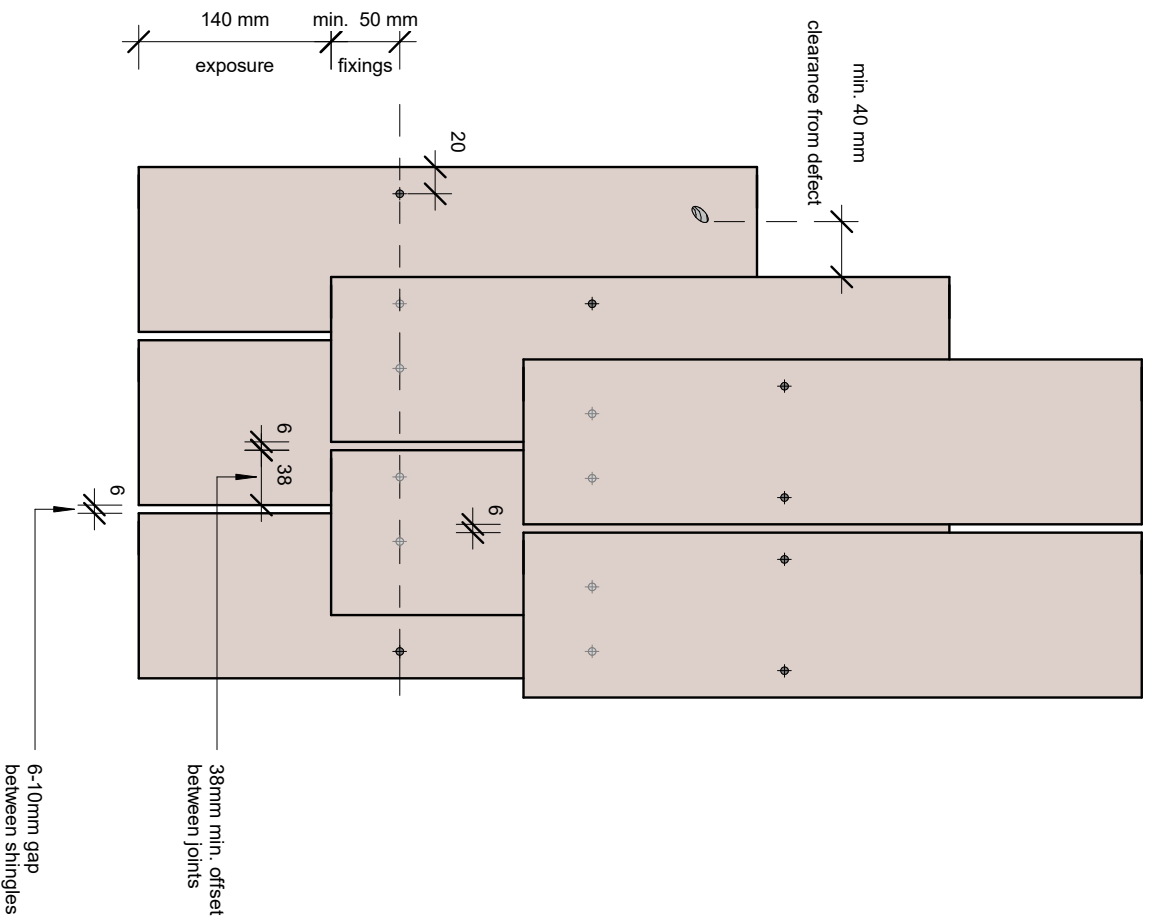 140 mm
exposure
min. 50 mm
fixings
min. 40 mm
clearance from defect
20
6
38
6
6
38mm min. offset
between joints
6-10mm gap
between shingles